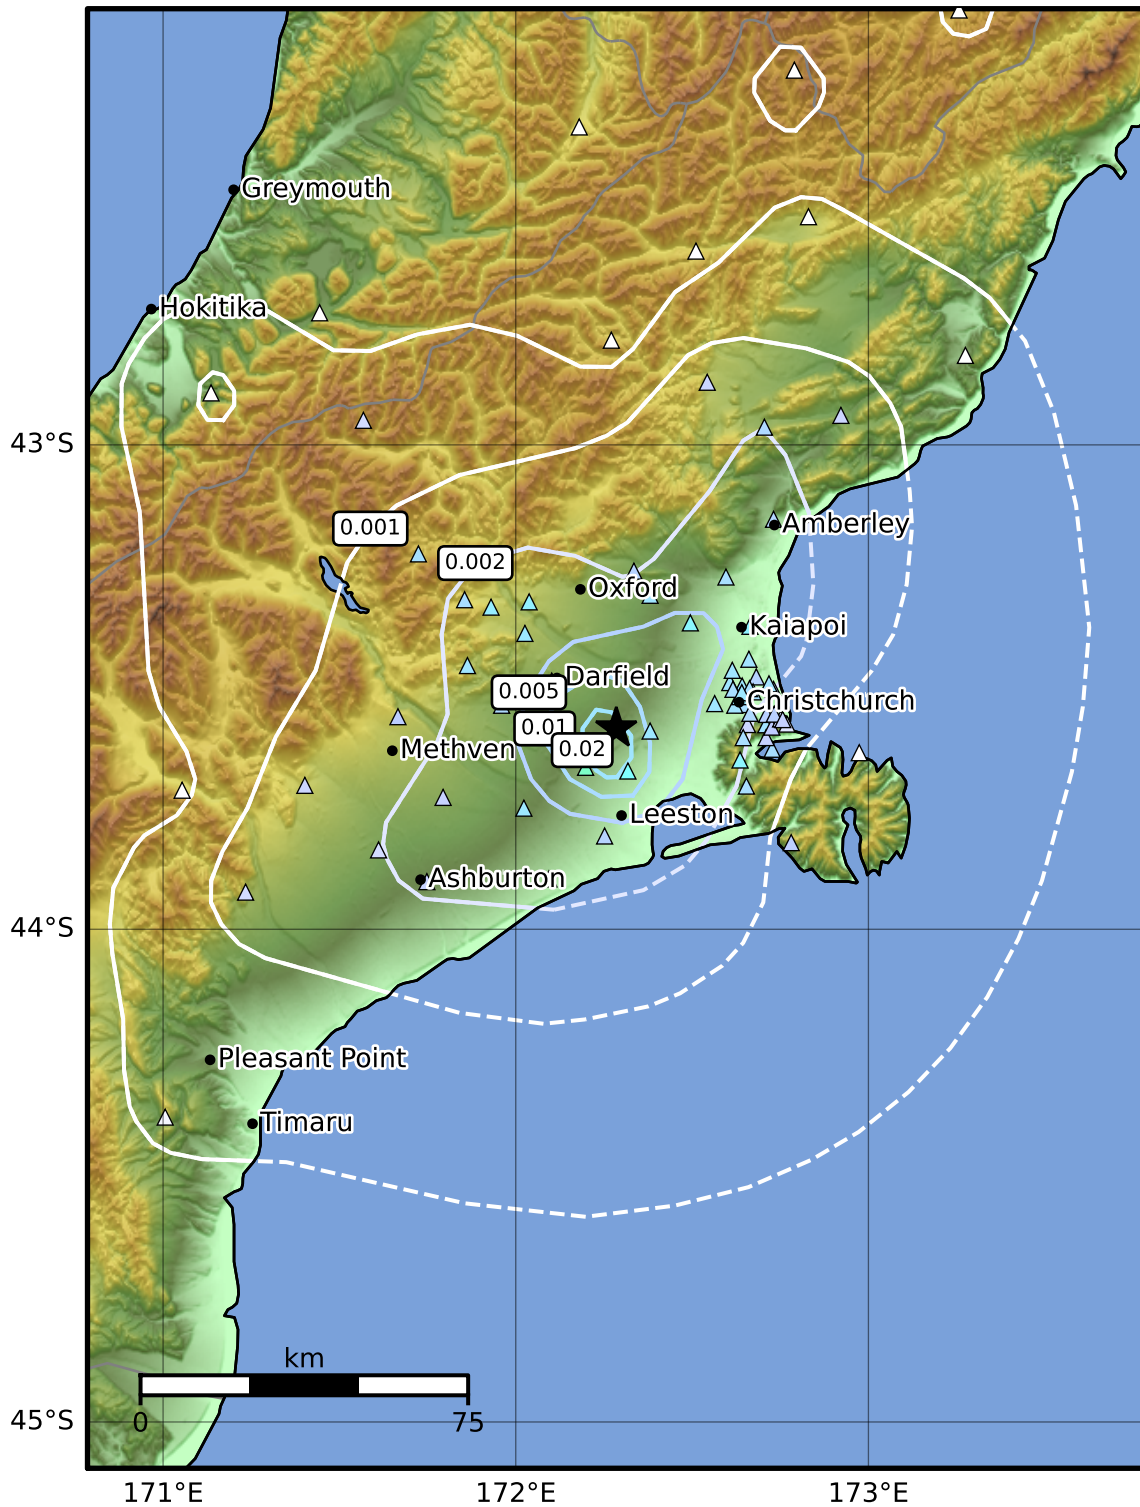 Greymouth
Hokitika
43°S
0.001
Amberley
0.002
Oxford
Kaiapoi
Darfield
0.005
Christchurch
0.01
Methven
0.02
Leeston
Ashburton
44°S
Pleasant Point
Timaru
km
0 75
45°S
171°E 172°E 173°E